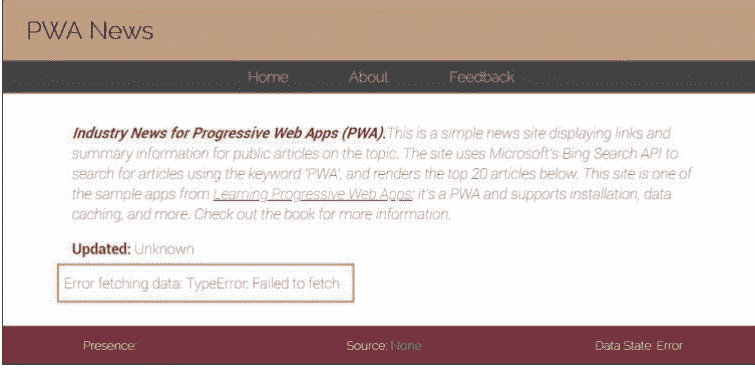 PWA News
Home About Feedback
Industry News for Progressive Web Apps (PWA). This is a simple news site displaying links and
summary information for public articles on the topic. The site uses Microsoft's Bing Search API to
search for articles using the keyword 'PWA', and renders the top 20 articles below. This site is one of
the sample apps from Learning Progressive Web Apps; it's a PWA and supports installation, data
caching, and more. Check out the book for more information.
Updated: Unknown
Error fetching data: TypeError: Failed to fetch
Presence: Source: None Data State: Error